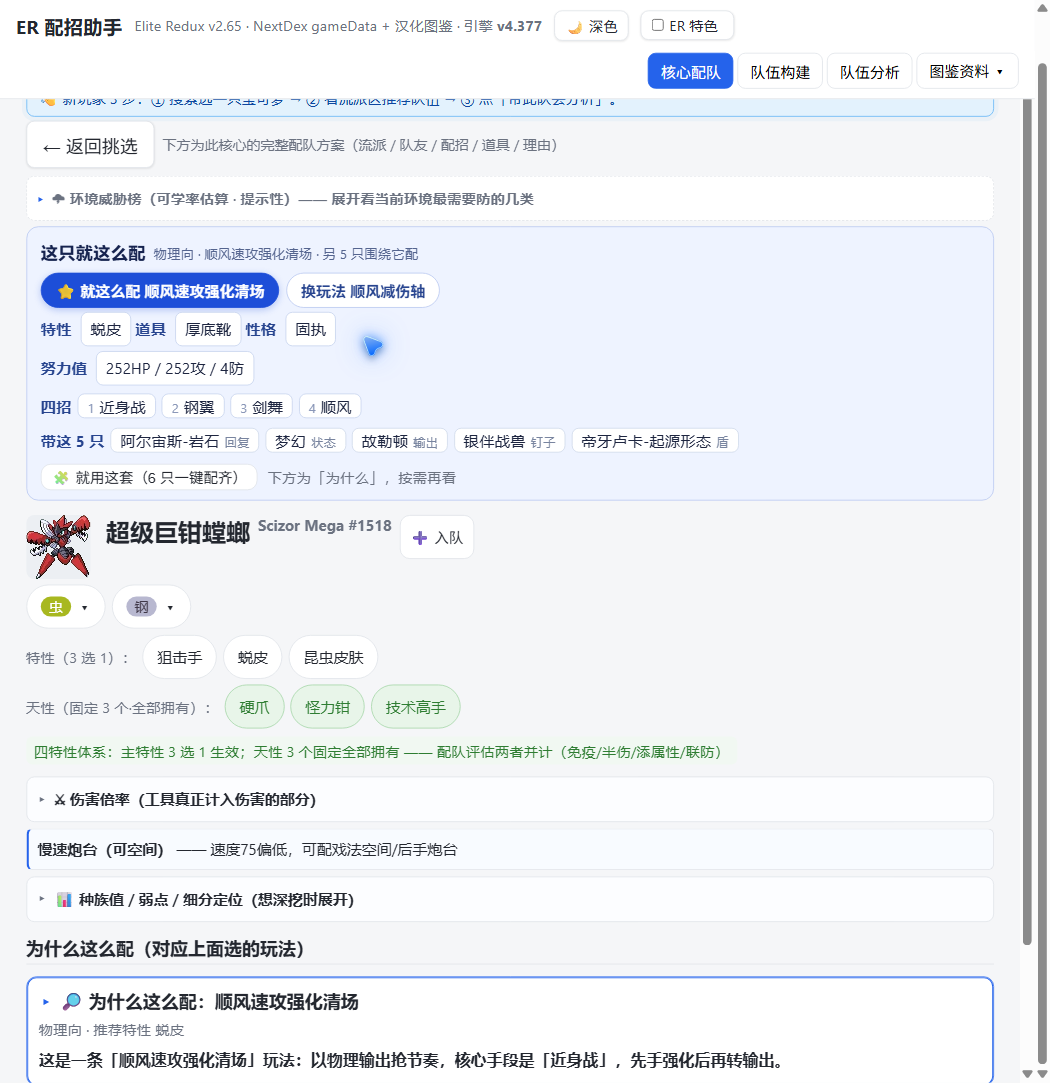 ER 配招助手 Elite Redux v2.65 · NextDex gameData + 汉化图鉴 · 引擎 v4.377 🌙 深色 ER 特色
核心配队 队伍构建 队伍分析 图鉴资料 ▾
← 返回挑选 下方为此核心的完整配队方案（流派 / 队友 / 配招 / 道具 / 理由）
▸ 🌩 环境威胁榜（可学率估算 · 提示性）—— 展开看当前环境最需要防的几类
这只就这么配 物理向 · 顺风速攻强化清场 · 另 5 只围绕它配
⭐ 就这么配 顺风速攻强化清场 换玩法 顺风减伤轴
特性 蜕皮 道具 厚底靴 性格 固执
努力值 252HP / 252攻 / 4防
四招 1 近身战 2 钢翼 3 剑舞 4 顺风
带这 5 只 阿尔宙斯-岩石 回复 梦幻 状态 故勒顿 输出 银伴战兽 钉子 帝牙卢卡-起源形态 盾
🧩 就用这套（6 只一键配齐） 下方为「为什么」，按需再看
超级巨钳螳螂 Scizor Mega #1518 ➕ 入队
虫 ▾ 钢 ▾
特性（3 选 1）： 狙击手 蜕皮 昆虫皮肤
天性（固定 3 个·全部拥有）： 硬爪 怪力钳 技术高手
四特性体系：主特性 3 选 1 生效；天性 3 个固定全部拥有 —— 配队评估两者并计（免疫/半伤/添属性/联防）
▸ ⚔ 伤害倍率（工具真正计入伤害的部分）
慢速炮台（可空间） —— 速度75偏低，可配戏法空间/后手炮台
▸ 📊 种族值 / 弱点 / 细分定位（想深挖时展开）
为什么这么配（对应上面选的玩法）
▸ 🔎 为什么这么配：顺风速攻强化清场
物理向 · 推荐特性 蜕皮
这是一条「顺风速攻强化清场」玩法：以物理输出抢节奏，核心手段是「近身战」，先手强化后再转输出。